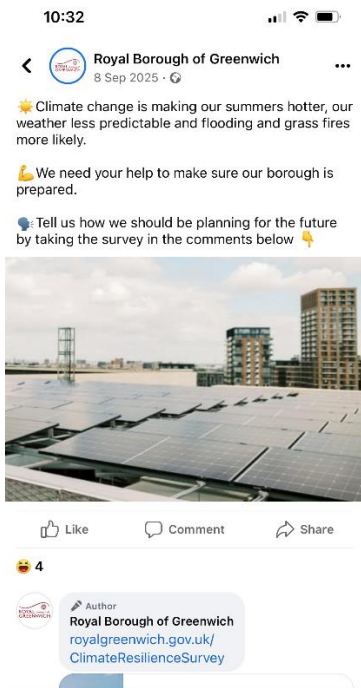 10:32
Royal Borough of Greenwich
8 Sep 2025
☀️Climate change is making our summers hotter, our
weather less predictable and flooding and grass fires
more likely.
💪We need your help to make sure our borough is
prepared.
🗣️Tell us how we should be planning for the future
by taking the survey in the comments below 👇
Like Comment Share
4
Author
Royal Borough of Greenwich
royalgreenwich.gov.uk/
ClimateResilienceSurvey